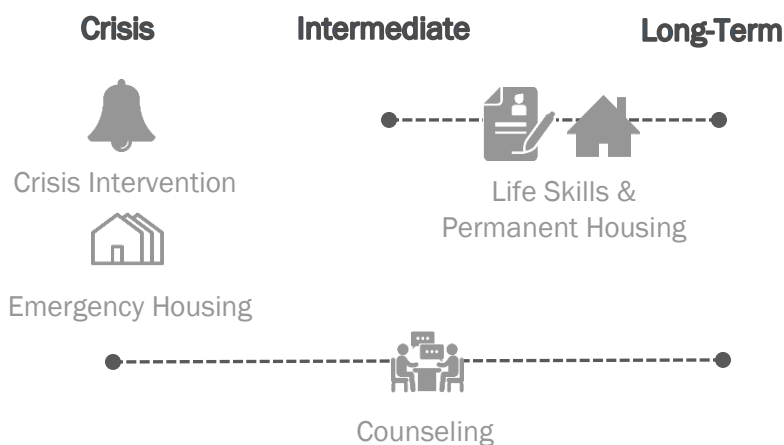 Crisis
Intermediate
Long-Term
Crisis Intervention
Life Skills &
Permanent Housing
Emergency Housing
Counseling